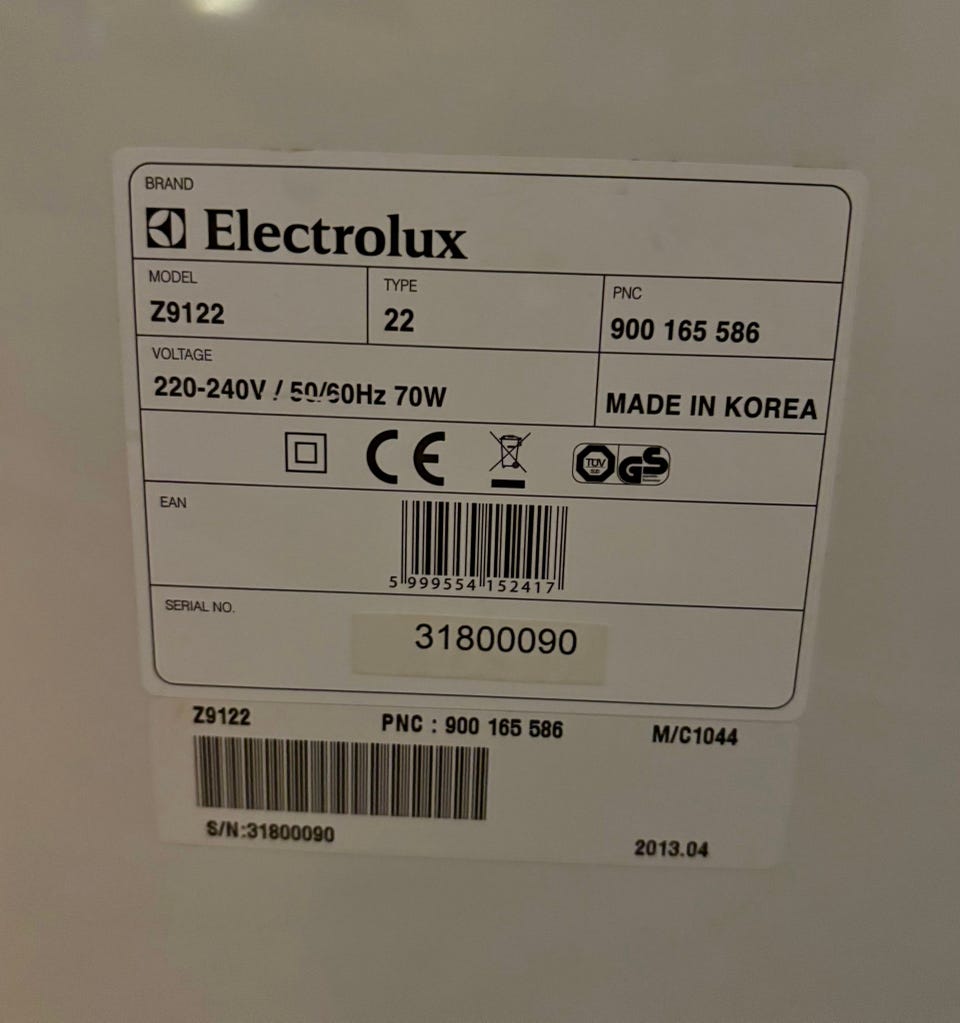 BRAND
Electrolux
MODEL
Z9122
TYPE
22
PNC
900 165 586
VOLTAGE
220-240V / 50/60Hz 70W
MADE IN KOREA
CE
TÜV
GS
EAN
5 999554 152417
SERIAL NO.
31800090
Z9122 PNC : 900 165 586 M/C1044
S/N:31800090
2013.04